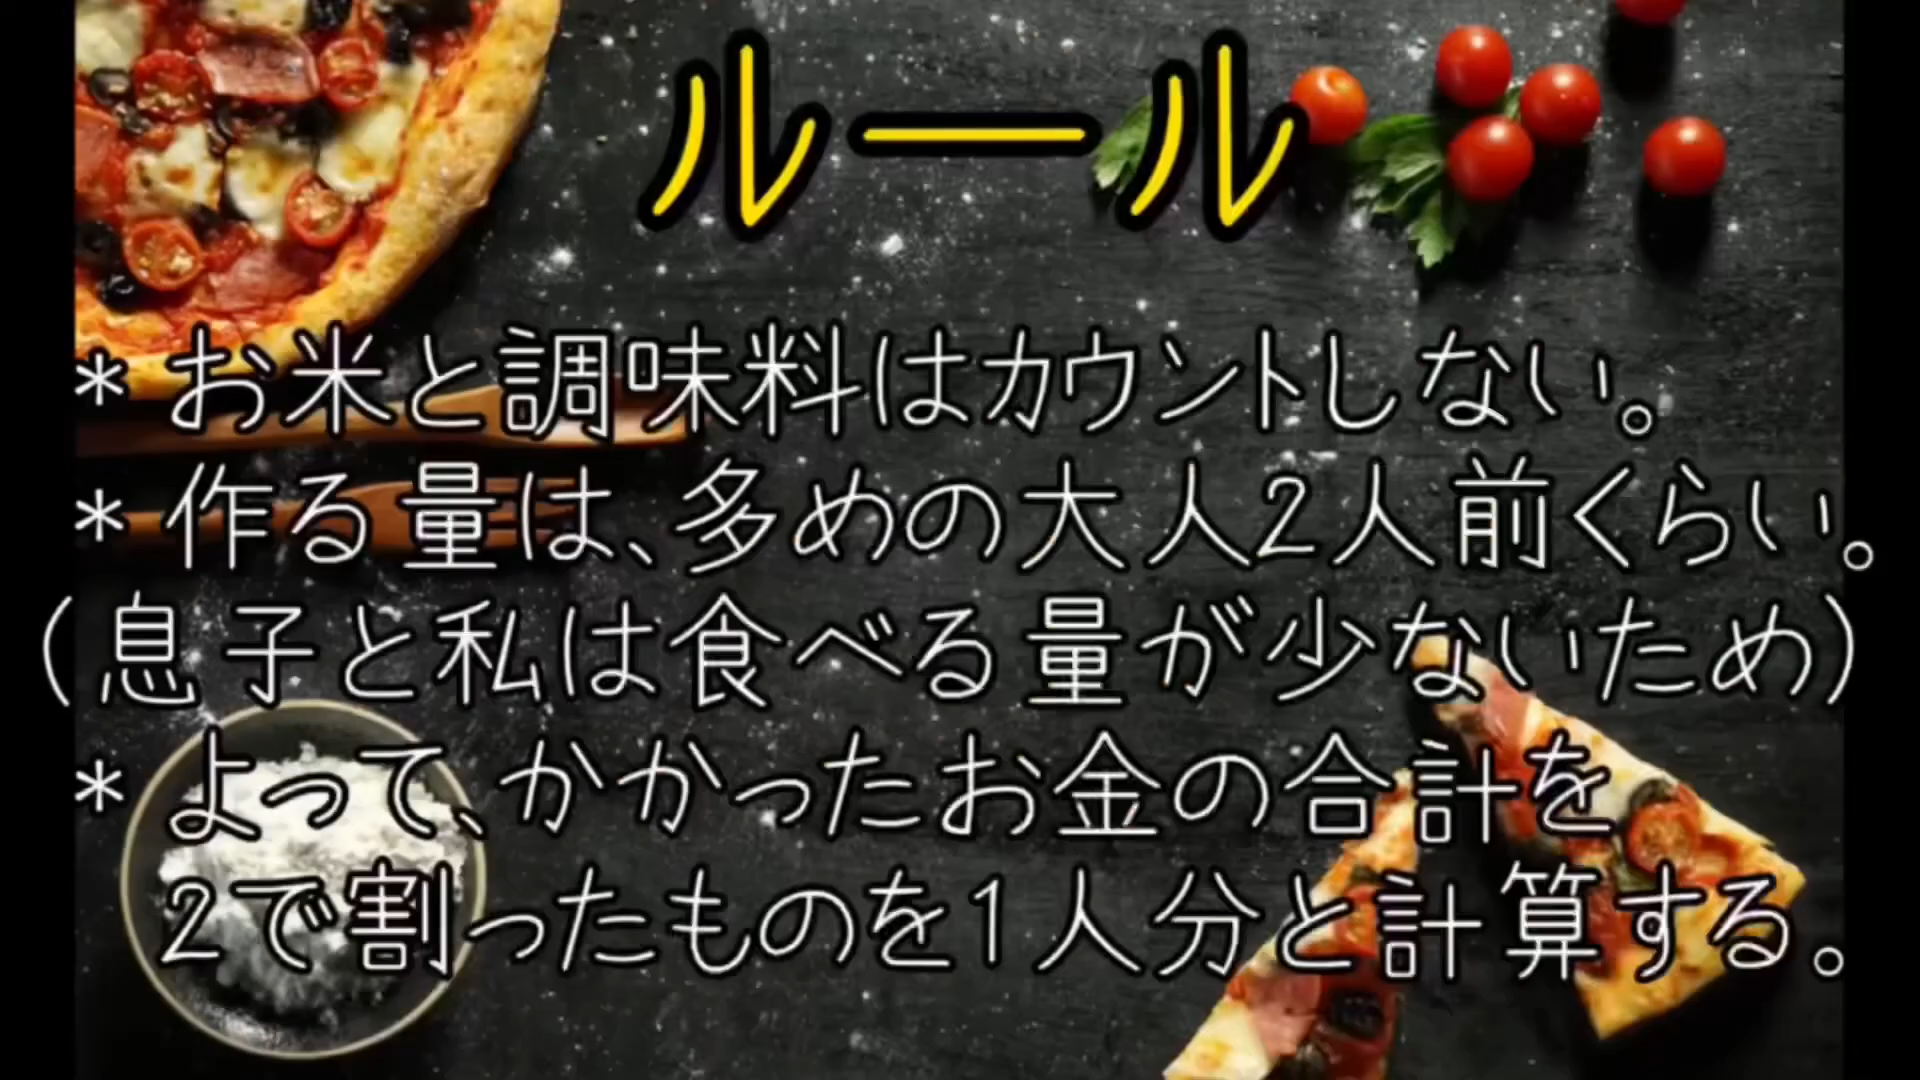 ルール
* お米と調味料はカウントしない。
* 作る量は、多めの大人2人前くらい。
(息子と私は食べる量が少ないため)
* よって、かかったお金の合計を
2で割ったものを1人分と計算する。